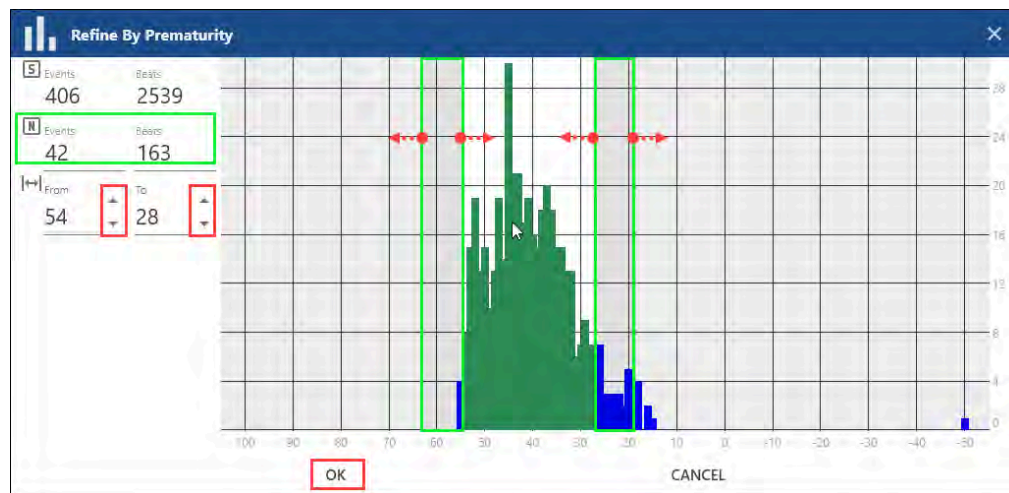 Refine By Prematurity
S Events Beats
406 2539
N Events Beats
42 163
From To
54 28
28
24
20
16
12
8
4
0
100 90 80 70 60 50 40 30 20 10 0 -10 -20 -30 -40 -50
OK CANCEL